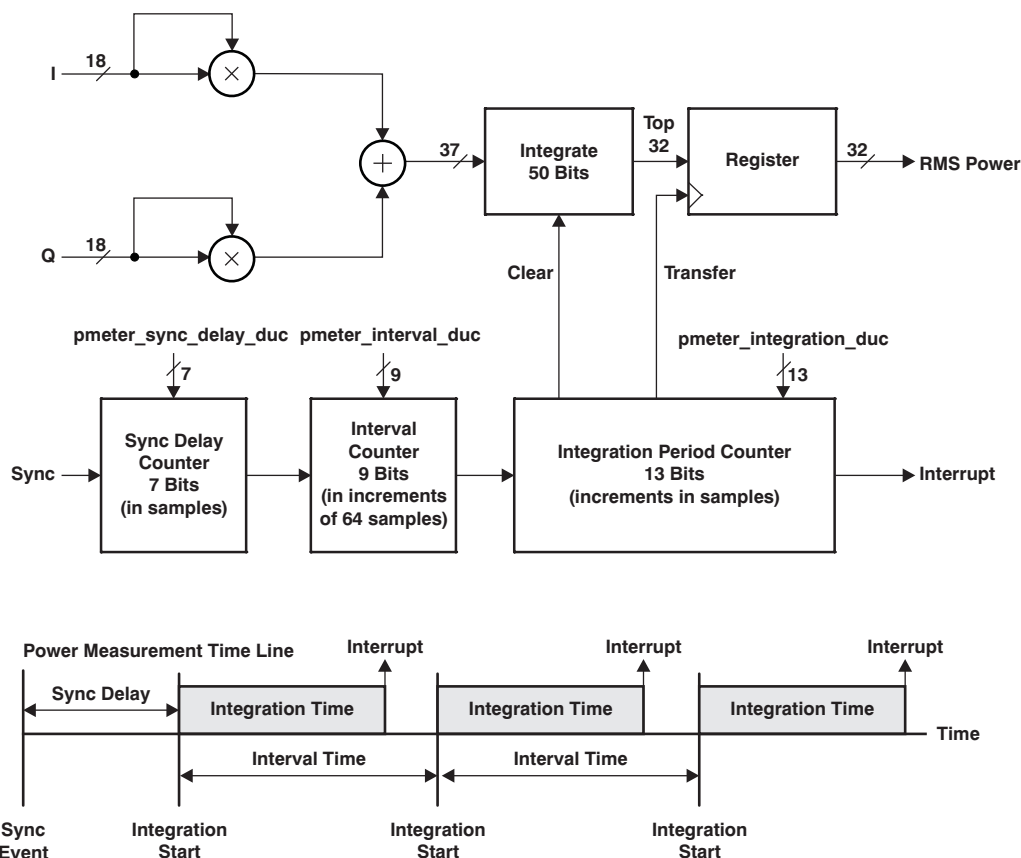 I
18
×
37
+
Integrate
50 Bits
Top
32
Register
32
RMS Power
Q
18
×
Clear
Transfer
pmeter_sync_delay_duc
7
pmeter_interval_duc
9
pmeter_integration_duc
13
Sync
Sync Delay
Counter
7 Bits
(in samples)
Interval
Counter
9 Bits
(in increments
of 64 samples)
Integration Period Counter
13 Bits
(increments in samples)
Interrupt
Power Measurement Time Line
Interrupt
Interrupt
Interrupt
Sync Delay
Integration Time
Integration Time
Integration Time
Time
Interval Time
Interval Time
Sync
Event
Integration
Start
Integration
Start
Integration
Start